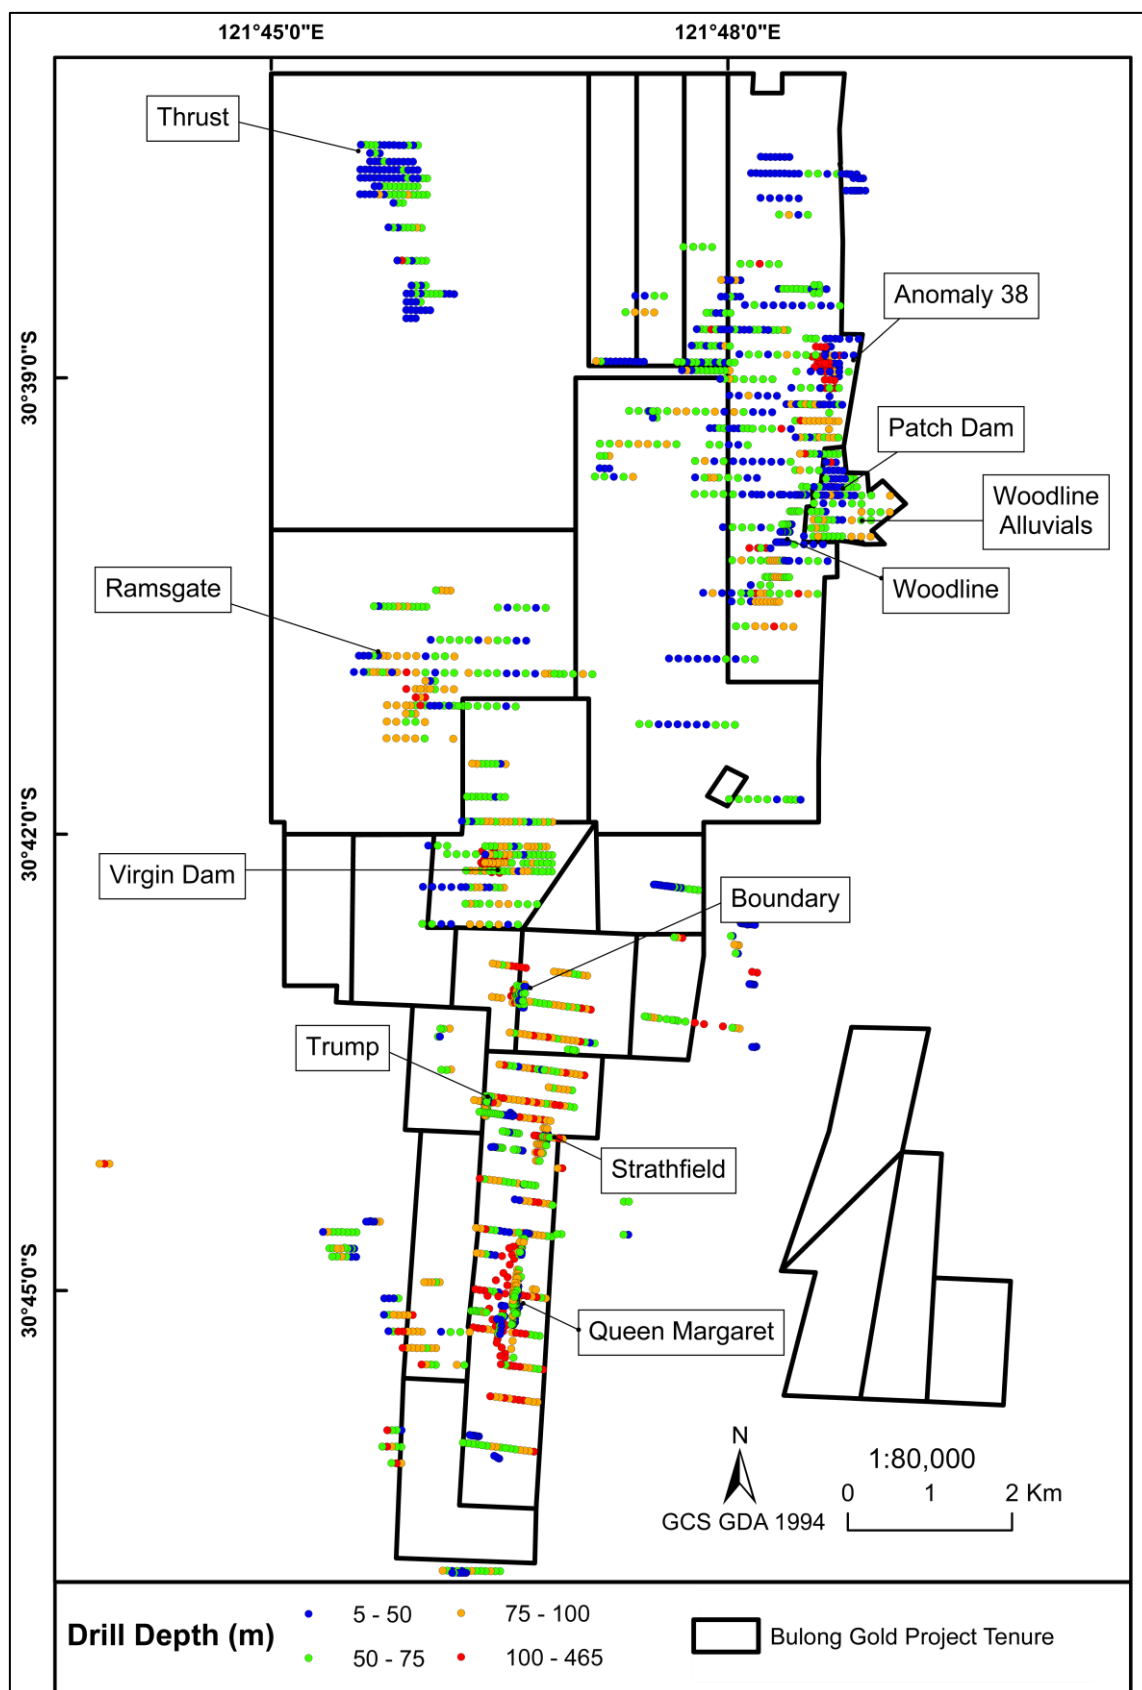 121°45'0"E
121°48'0"E
Thrust
Anomaly 38
30°39'0"S
Patch Dam
Woodline
Alluvials
Ramsgate
Woodline
30°42'0"S
Virgin Dam
Boundary
Trump
Strathfield
30°45'0"S
Queen Margaret
N
1:80,000
0 1 2 Km
GCS GDA 1994
Drill Depth (m)
5 - 50
75 - 100
50 - 75
100 - 465
Bulong Gold Project Tenure